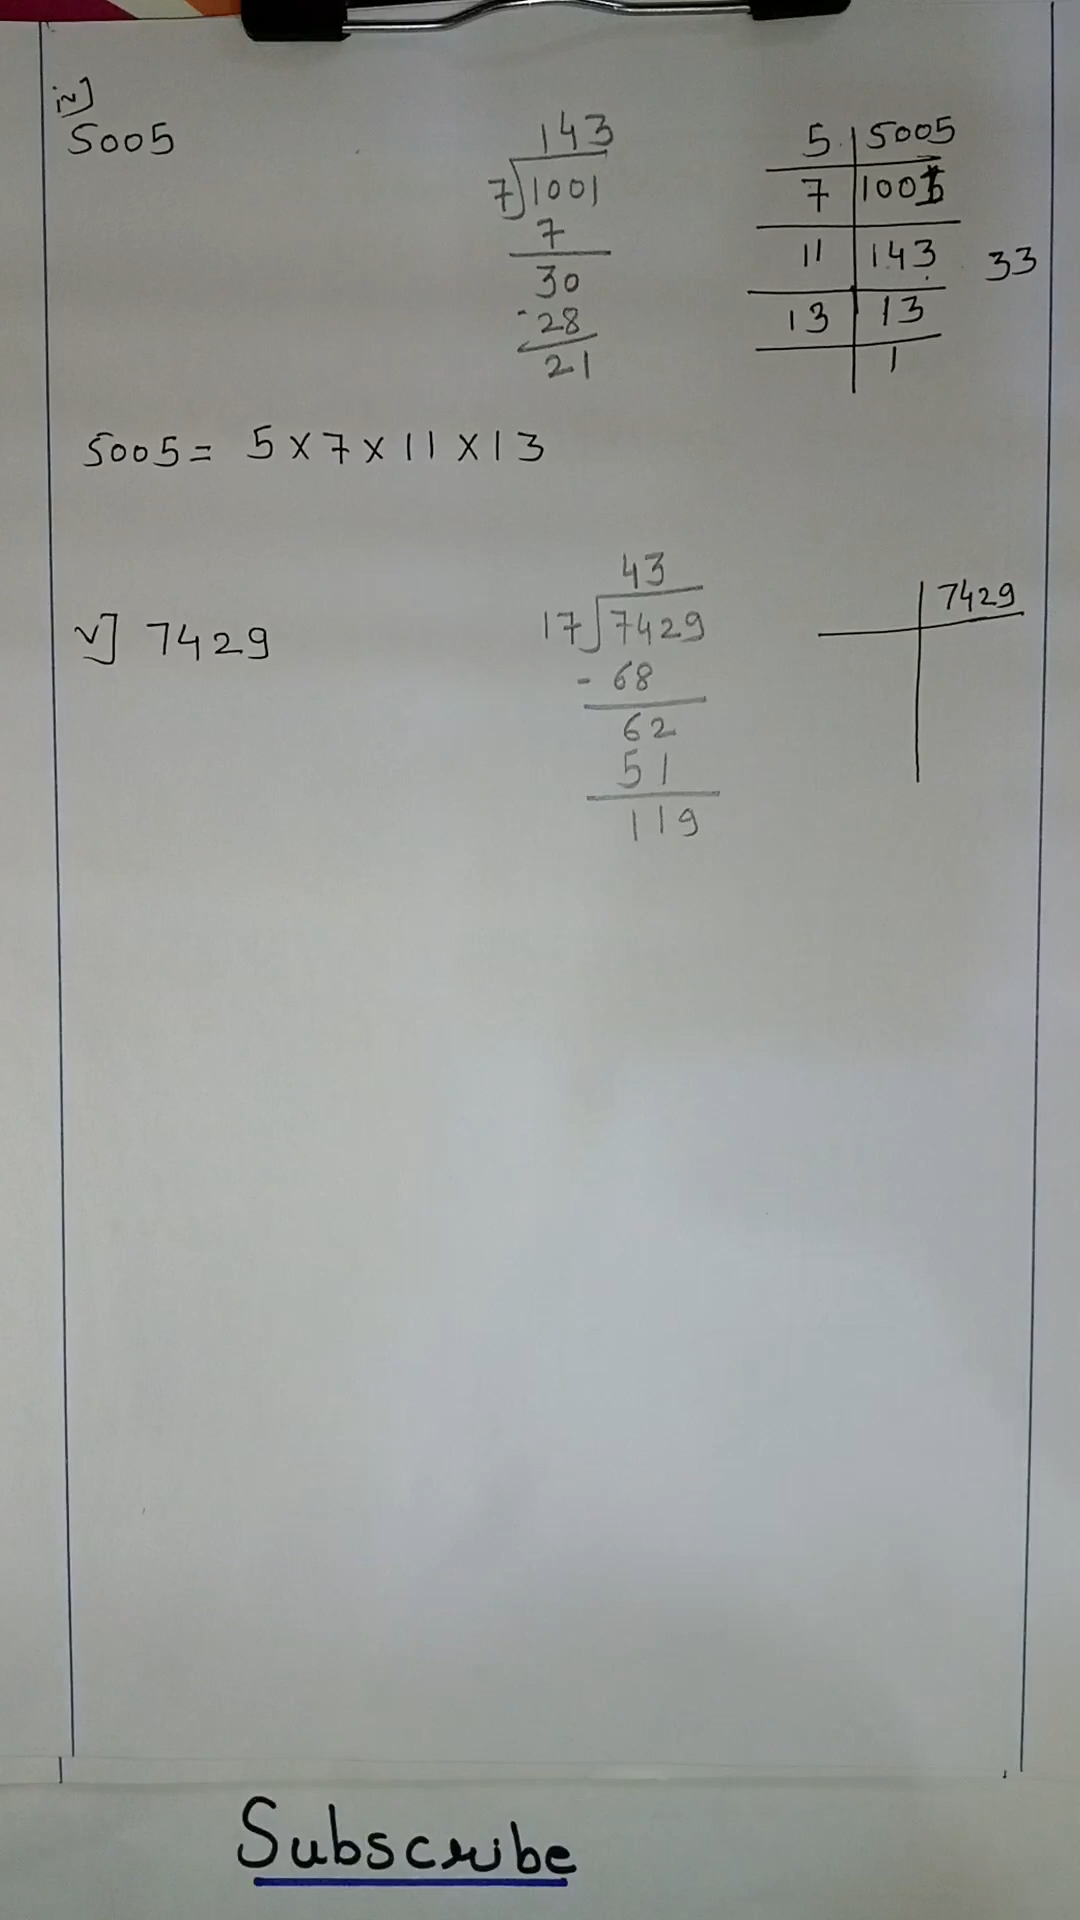 iv]
5005
143
7)1001
7
30
-28
21
5 | 5005
7 | 1001
11 | 143
33
13 | 13
1
5005 = 5 X 7 X 11 X 13
v] 7429
43
17)7429
- 68
62
51
119
7429
Subscribe